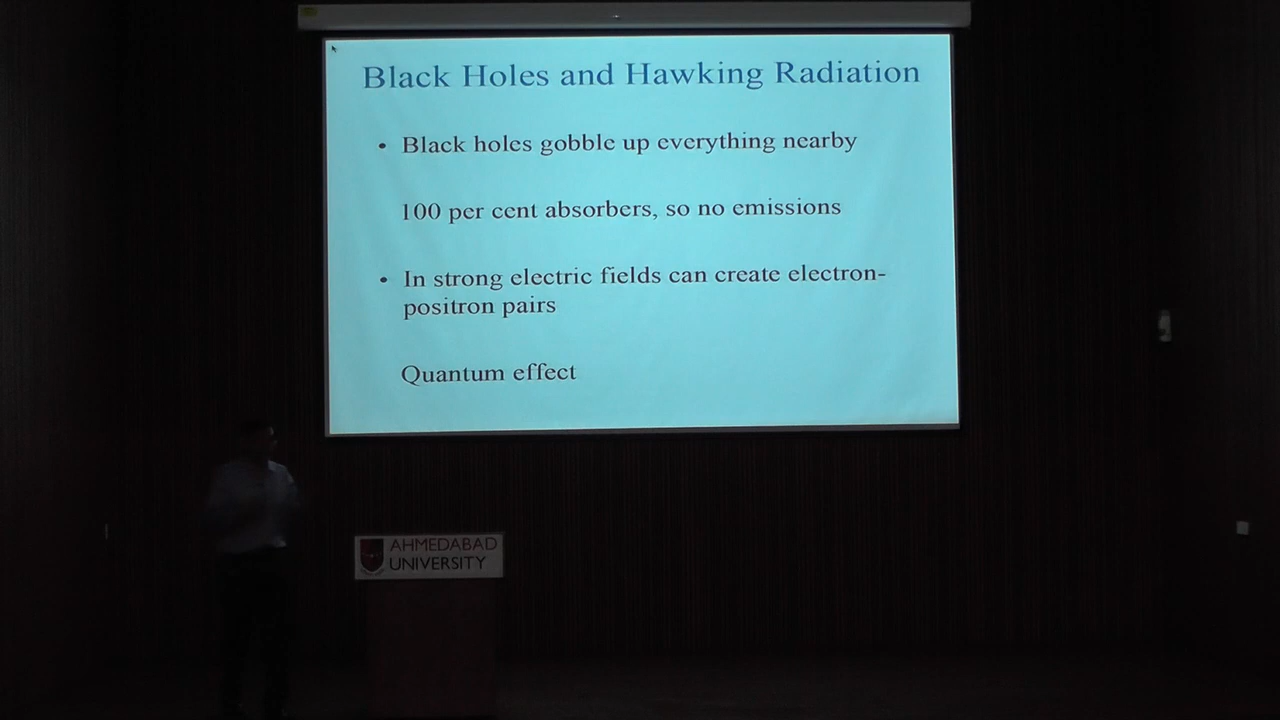 Black Holes and Hawking Radiation
• Black holes gobble up everything nearby
100 per cent absorbers, so no emissions
• In strong electric fields can create electron-
positron pairs
Quantum effect
AHMEDABAD
UNIVERSITY